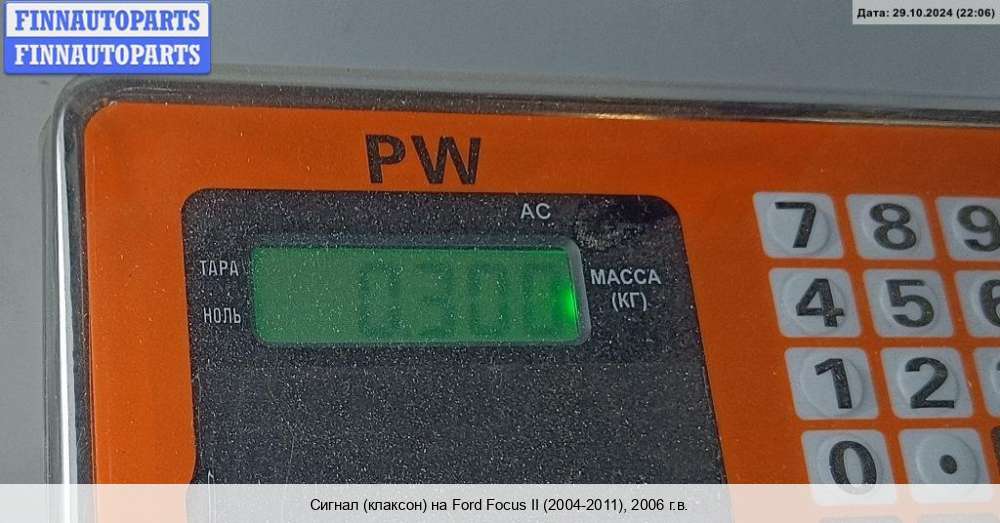 FINNAUTOPARTS
FINNAUTOPARTS
Дата: 29.10.2024 (22:06)
PW
AC
ТАРА
НОЛЬ
0300
МАССА
(КГ)
7 8 9
4 5 6
1 2
0 .
Сигнал (клаксон) на Ford Focus II (2004-2011), 2006 г.в.